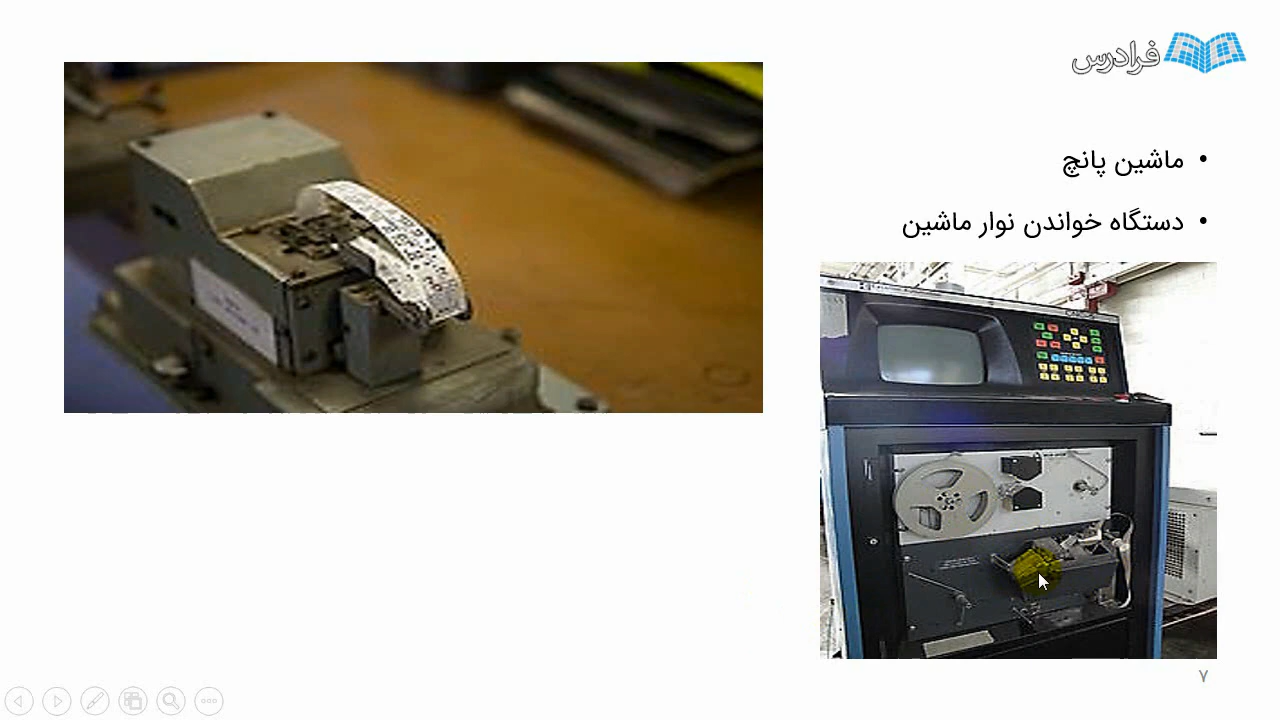 فرادرس
ماشین پانچ
دستگاه خواندن نوار ماشین
۷